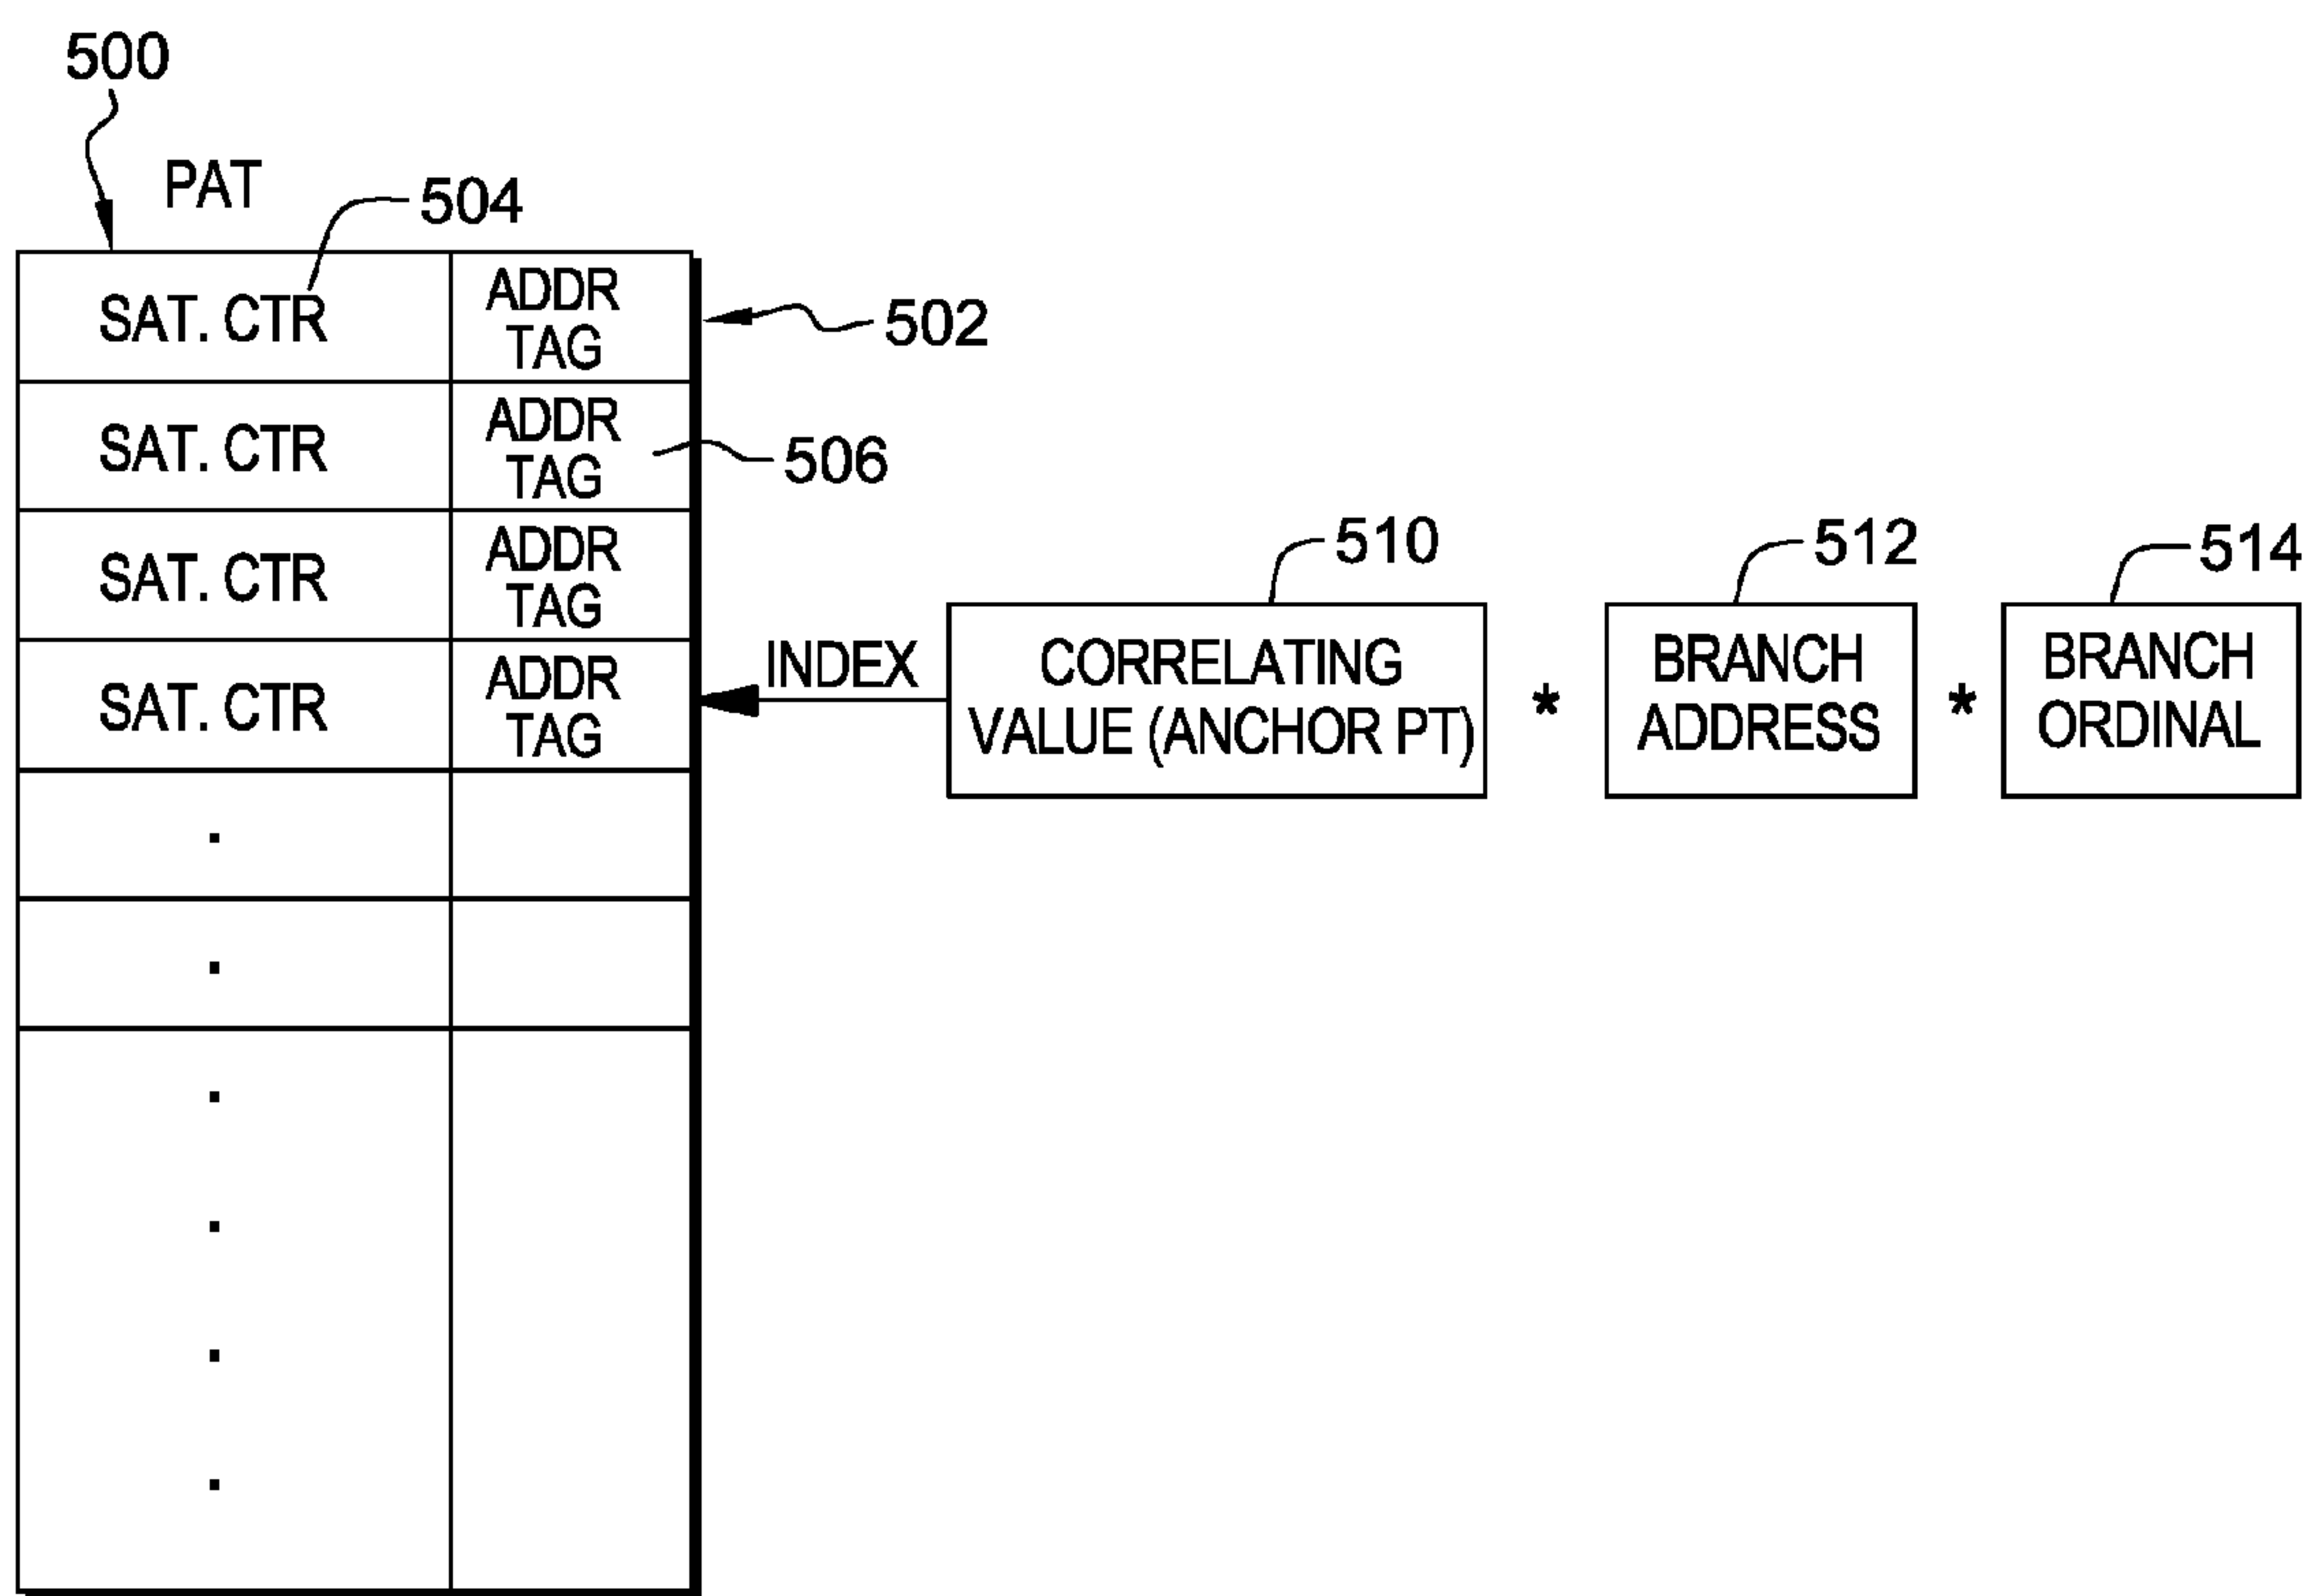 500
PAT
504
SAT. CTR
ADDR
TAG
502
SAT. CTR
ADDR
TAG
506
SAT. CTR
ADDR
TAG
SAT. CTR
ADDR
TAG
INDEX
510
CORRELATING
VALUE (ANCHOR PT)
*
512
BRANCH
ADDRESS
*
514
BRANCH
ORDINAL